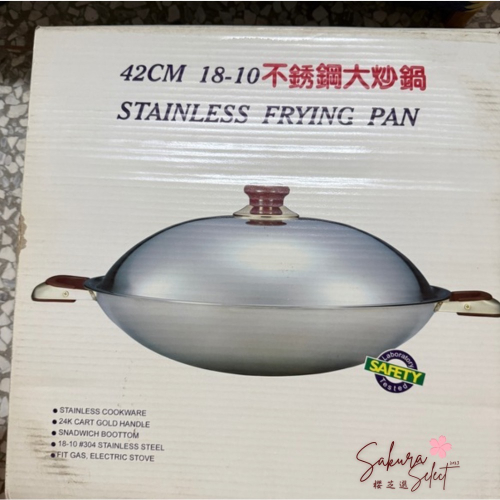 42CM 18-10不銹鋼大炒鍋
STAINLESS FRYING PAN
Laboratory
SAFETY
Tested
STAINLESS COOKWARE
24K CART GOLD HANDLE
SNADWICH BOOTTOM
18-10 #304 STAINLESS STEEL
FIT GAS, ELECTRIC STOVE
Sakura
Select
櫻芝選